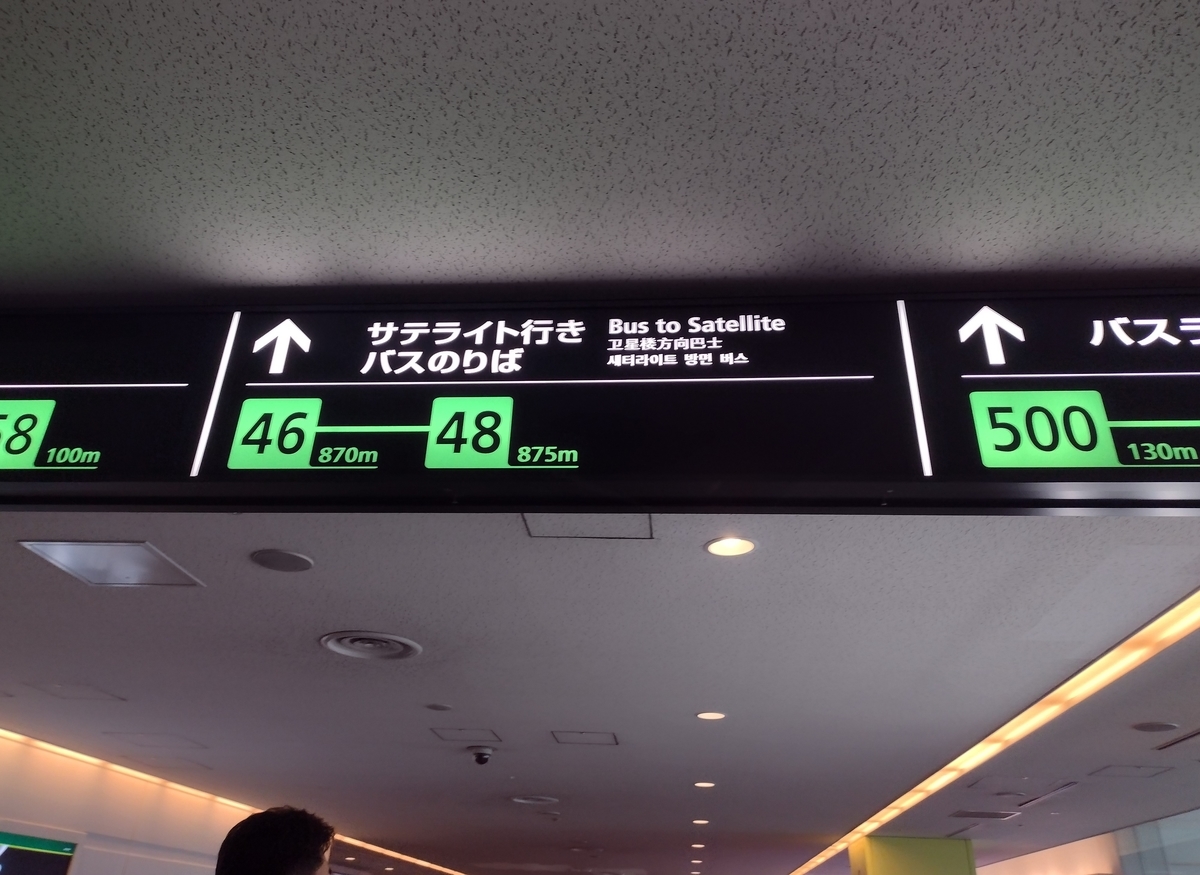 サテライト行き
バスのりば
Bus to Satellite
卫星楼方向巴士
새터라이트 방면 버스
46 870m 48 875m
58 100m
500 130m
バス